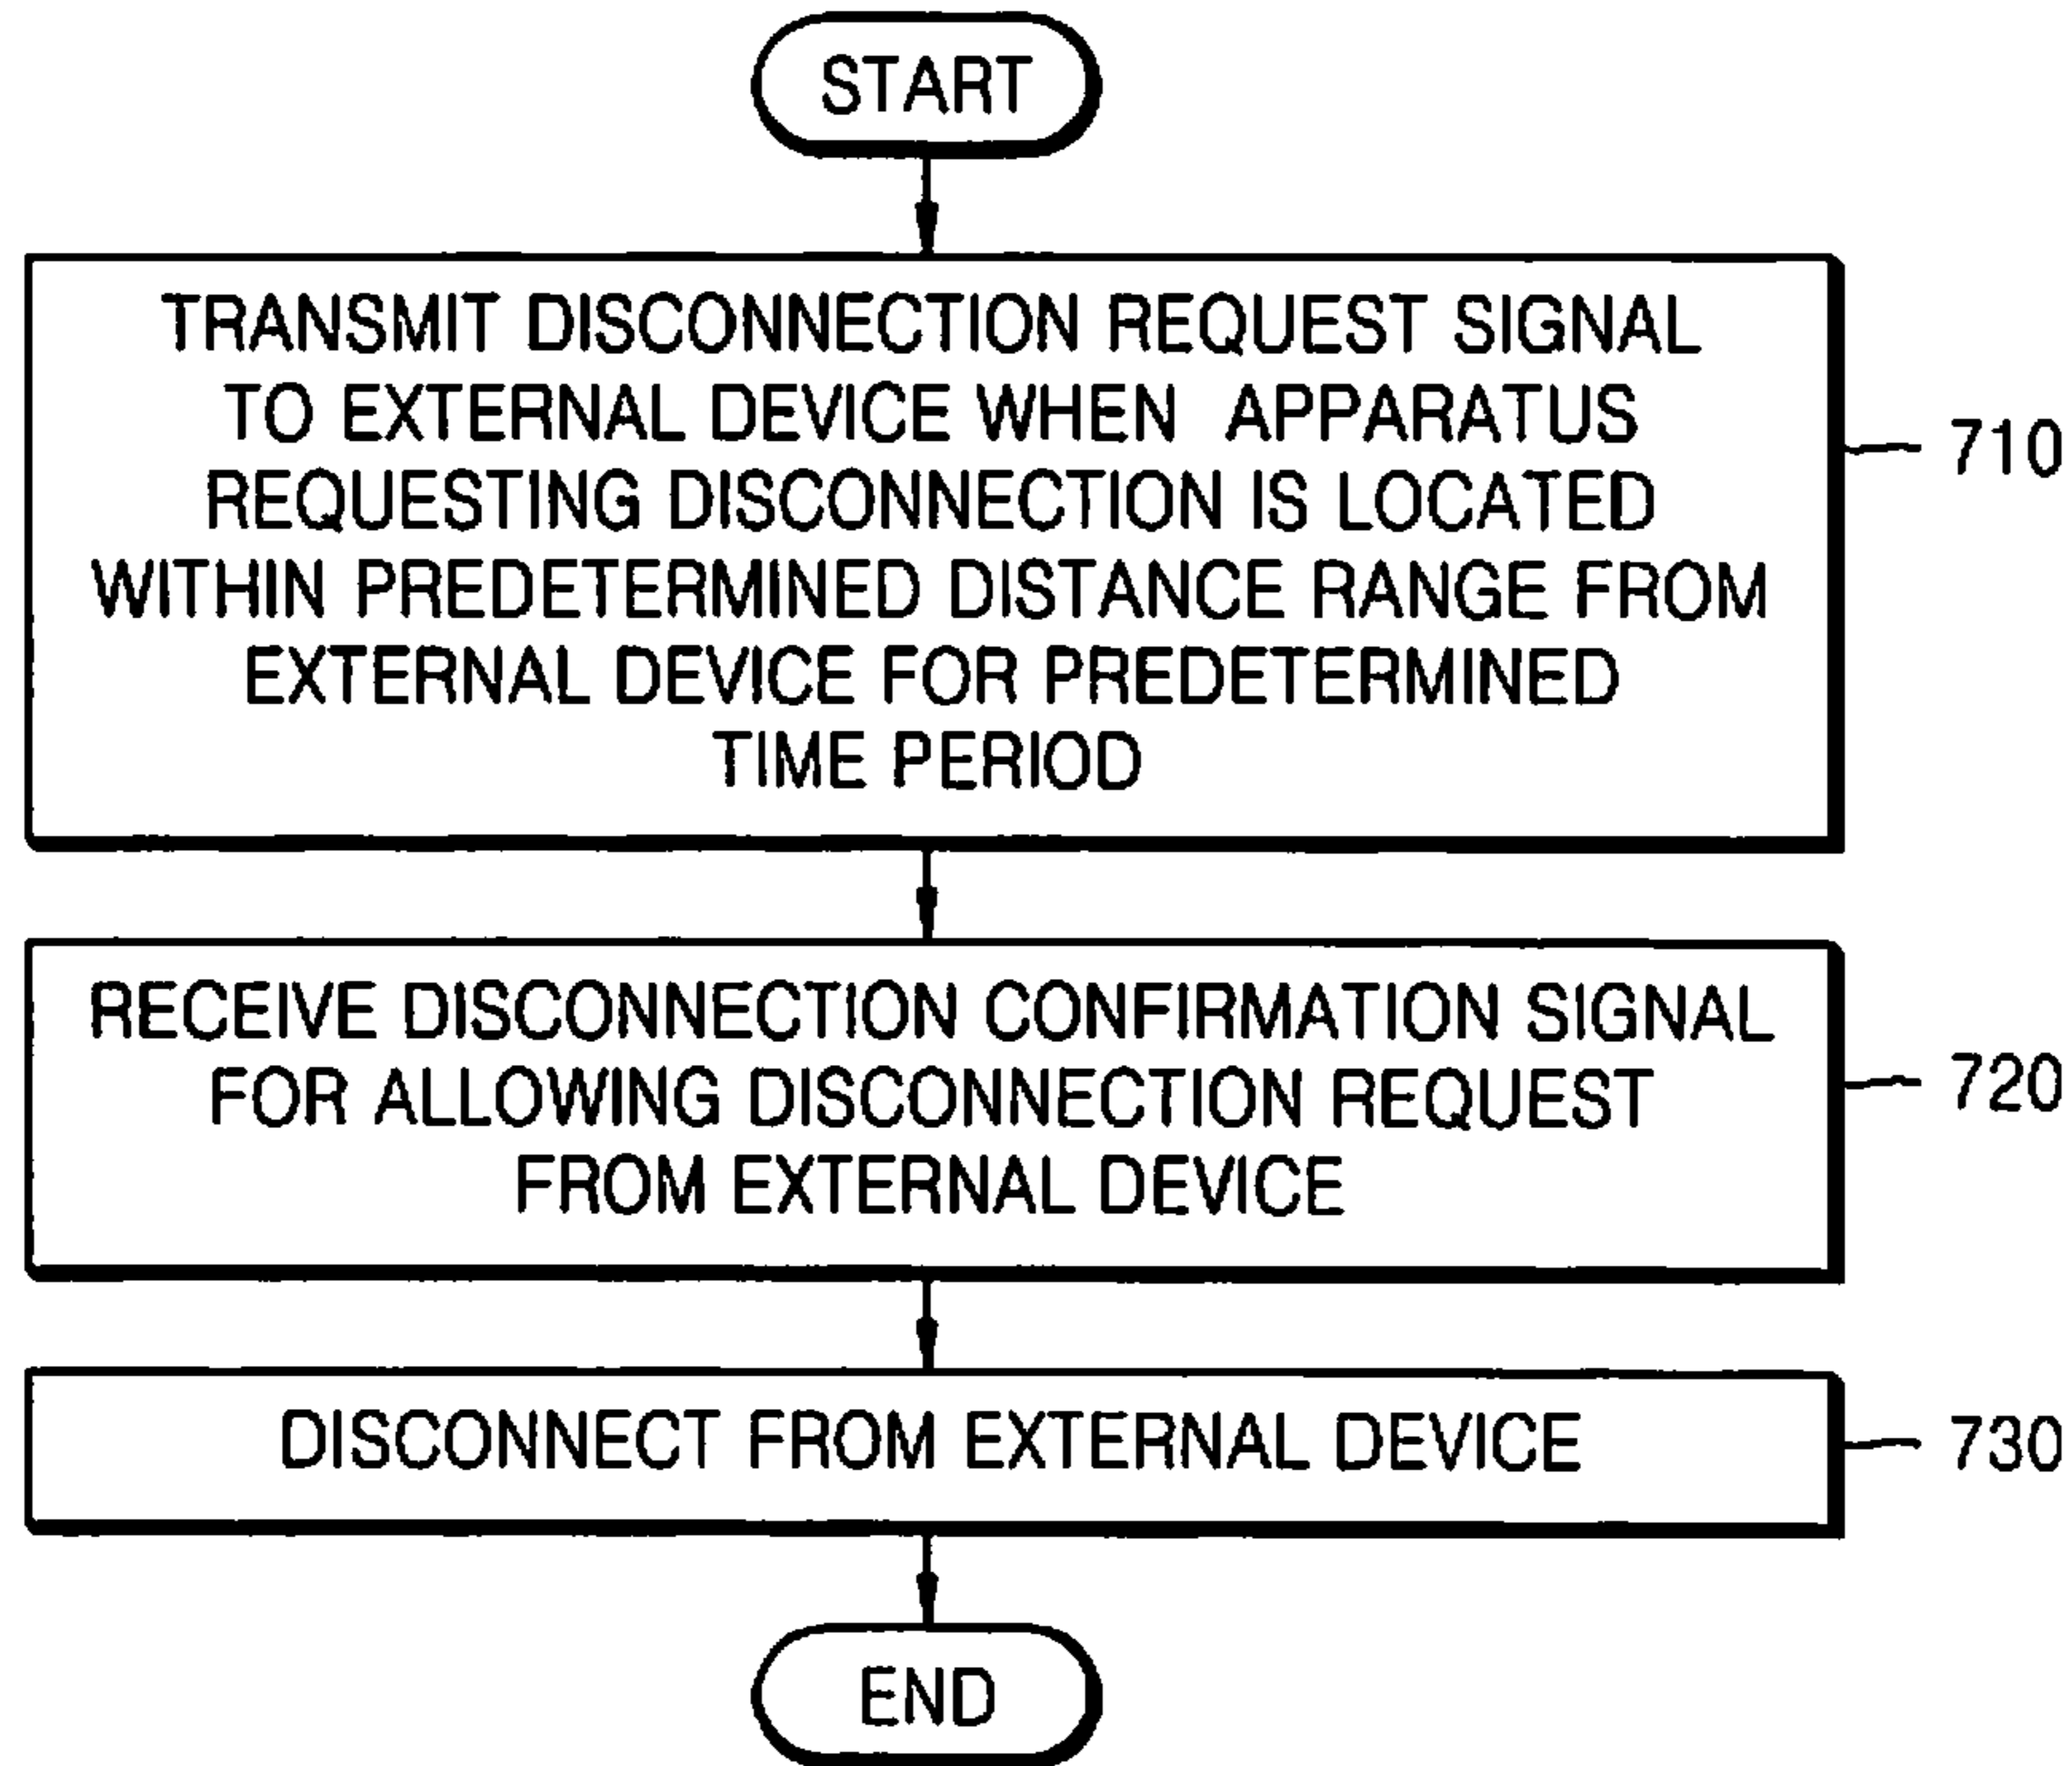 START
TRANSMIT DISCONNECTION REQUEST SIGNAL
TO EXTERNAL DEVICE WHEN APPARATUS
REQUESTING DISCONNECTION IS LOCATED
WITHIN PREDETERMINED DISTANCE RANGE FROM
EXTERNAL DEVICE FOR PREDETERMINED
TIME PERIOD
710
RECEIVE DISCONNECTION CONFIRMATION SIGNAL
FOR ALLOWING DISCONNECTION REQUEST
FROM EXTERNAL DEVICE
720
DISCONNECT FROM EXTERNAL DEVICE
730
END